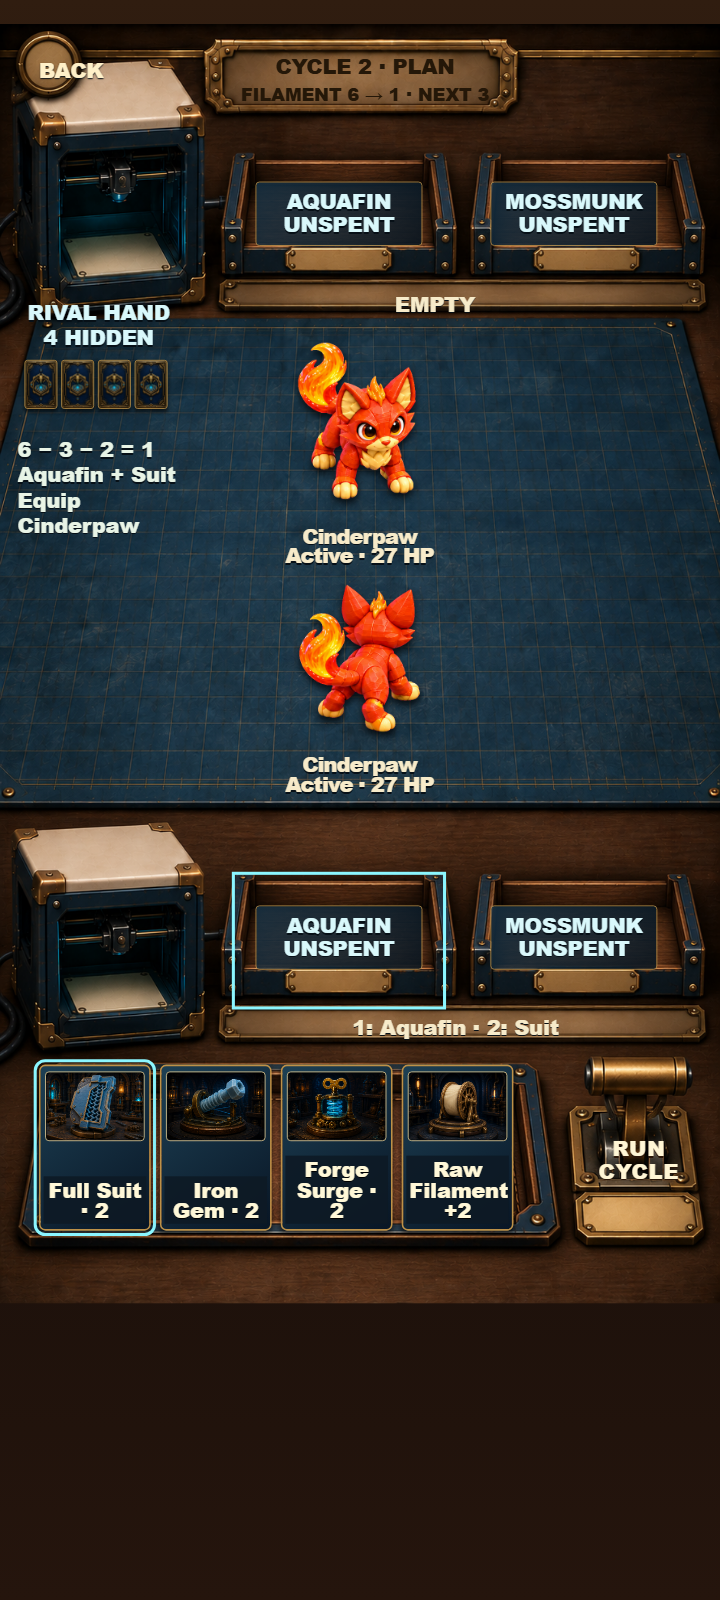 BACK
CYCLE 2 · PLAN
FILAMENT 6 → 1 · NEXT 3
AQUAFIN
UNSPENT
MOSSMUNK
UNSPENT
EMPTY
RIVAL HAND
4 HIDDEN
6 − 3 − 2 = 1
Aquafin + Suit
Equip
Cinderpaw
Cinderpaw
Active · 27 HP
Cinderpaw
Active · 27 HP
AQUAFIN
UNSPENT
MOSSMUNK
UNSPENT
1: Aquafin · 2: Suit
Full Suit
· 2
Iron
Gem · 2
Forge
Surge ·
2
Raw
Filament
+2
RUN
CYCLE